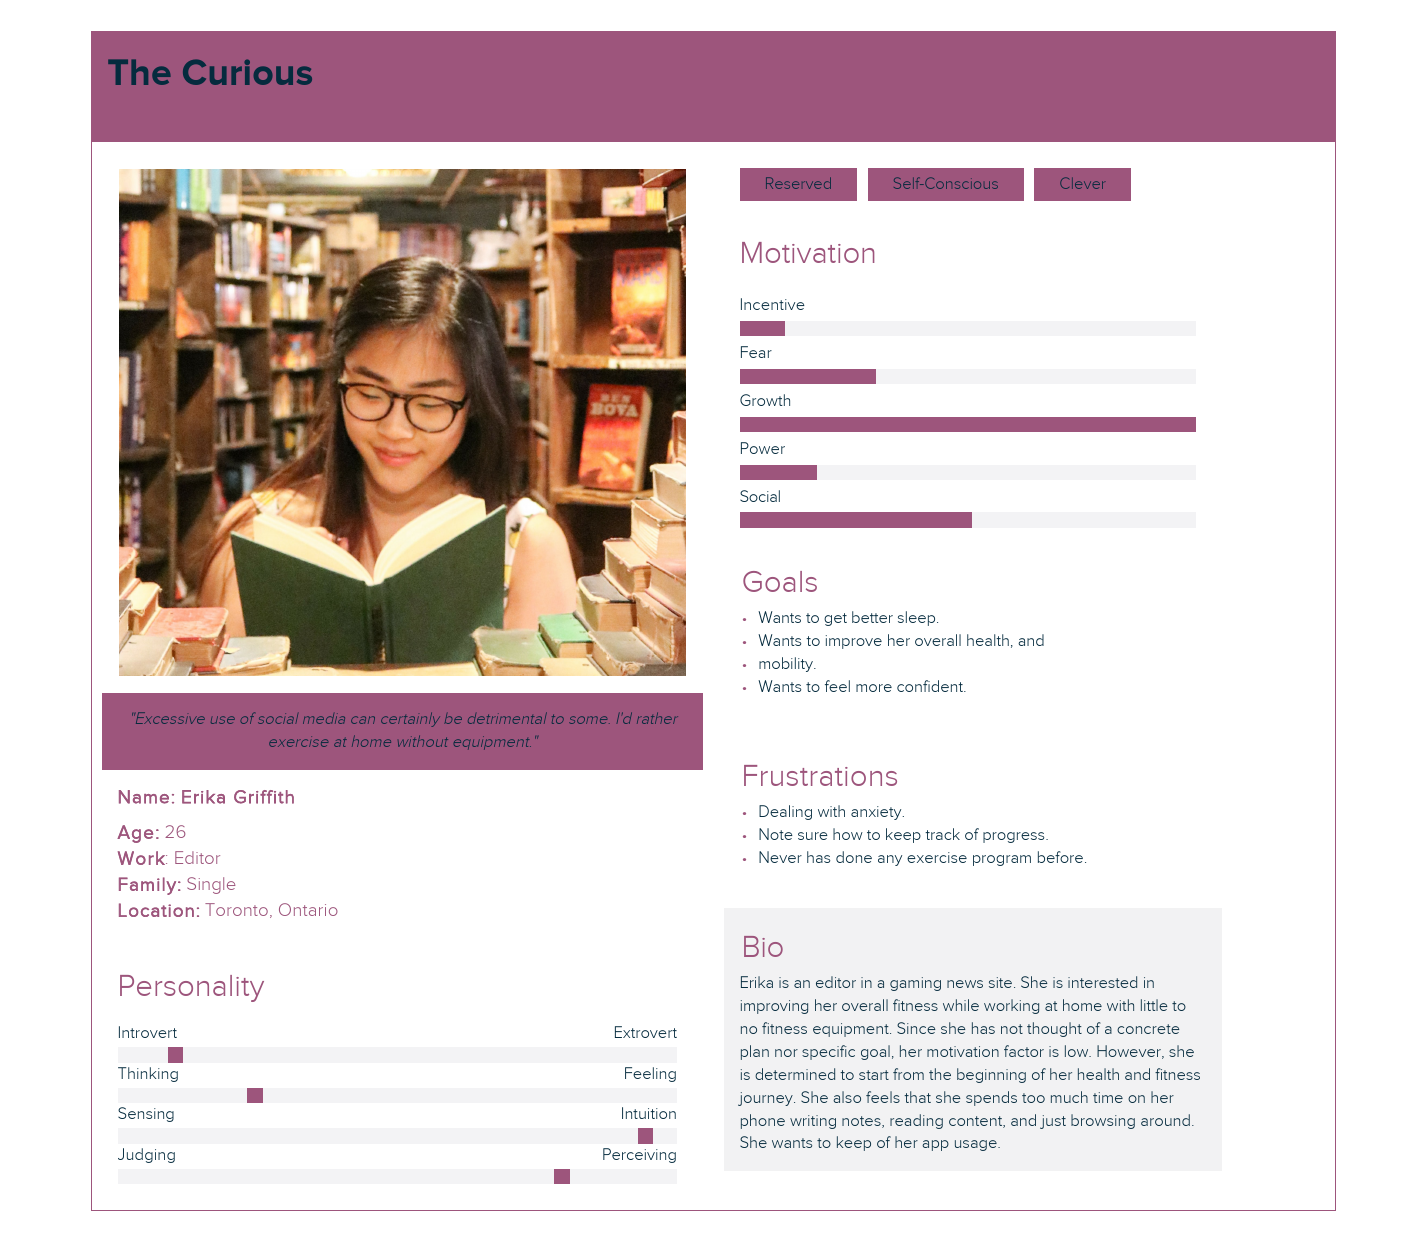 The Curious
Reserved
Self-Conscious
Clever
MARS
BEN
BOVA
"Excessive use of social media can certainly be detrimental to some. I'd rather
exercise at home without equipment."
Name: Erika Griffith
Age: 26
Work: Editor
Family: Single
Location: Toronto, Ontario
Personality
Introvert Extrovert
Thinking Feeling
Sensing Intuition
Judging Perceiving
Motivation
Incentive
Fear
Growth
Power
Social
Goals
• Wants to get better sleep.
• Wants to improve her overall health, and
• mobility.
• Wants to feel more confident.
Frustrations
• Dealing with anxiety.
• Note sure how to keep track of progress.
• Never has done any exercise program before.
Bio
Erika is an editor in a gaming news site. She is interested in
improving her overall fitness while working at home with little to
no fitness equipment. Since she has not thought of a concrete
plan nor specific goal, her motivation factor is low. However, she
is determined to start from the beginning of her health and fitness
journey. She also feels that she spends too much time on her
phone writing notes, reading content, and just browsing around.
She wants to keep of her app usage.